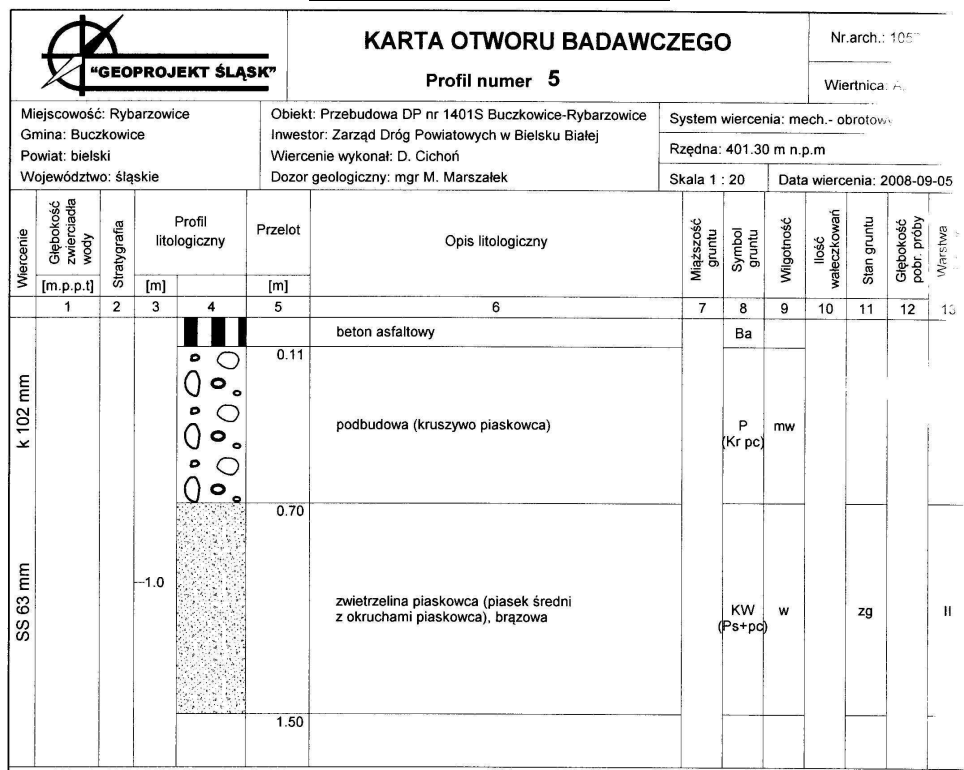 "GEOPROJEKT ŚLĄSK"
KARTA OTWORU BADAWCZEGO
Profil numer 5
Nr.arch.: 105
Wiertnica:
Miejscowość: Rybarzowice
Gmina: Buczkowice
Powiat: bielski
Województwo: śląskie
Obiekt: Przebudowa DP nr 1401S Buczkowice-Rybarzowice
Inwestor: Zarząd Dróg Powiatowych w Bielsku Białej
Wiercenie wykonał: D. Cichoń
Dozor geologiczny: mgr M. Marszałek
System wiercenia: mech.- obrotowy
Rzędna: 401.30 m n.p.m
Skala 1 : 20
Data wiercenia: 2008-09-05
Wiercenie
Głębokość zwierciadła wody
[m.p.p.t]
Stratygrafia
Profil litologiczny
[m]
Przelot
[m]
Opis litologiczny
Miąższość gruntu
Symbol gruntu
Wilgotność
Ilość wałeczkowań
Stan gruntu
Głębokość pobr. próby
Warstwa
1 2 3 4 5 6 7 8 9 10 11 12 13
beton asfaltowy
Ba
0.11
k 102 mm
podbudowa (kruszywo piaskowca)
P
(Kr pc)
mw
0.70
SS 63 mm
1.0
zwietrzelina piaskowca (piasek średni
z okruchami piaskowca), brązowa
KW
(Ps+pc)
w
zg
II
1.50